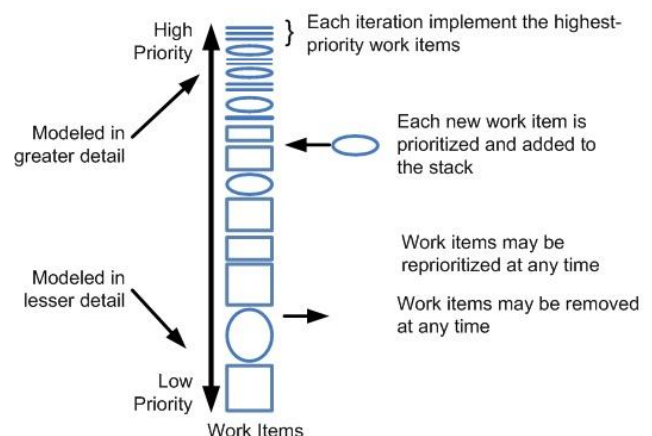 High
Priority
Each iteration implement the highest-
priority work items
Modeled in
greater detail
Each new work item is
prioritized and added to
the stack
Work items may be
reprioritized at any time
Modeled in
lesser detail
Work items may be removed
at any time
Low
Priority
Work Items